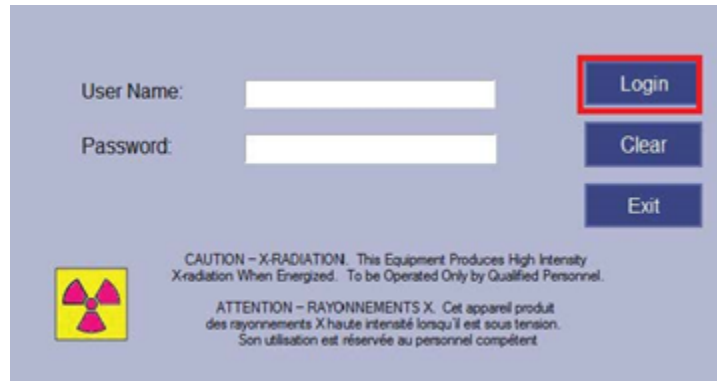 User Name:
Login
Password:
Clear
Exit
CAUTION – X-RADIATION. This Equipment Produces High Intensity
X-radiation When Energized. To be Operated Only by Qualified Personnel.
ATTENTION – RAYONNEMENTS X. Cet appareil produit
des rayonnements X haute intensité lorsqu'il est sous tension.
Son utilisation est réservée au personnel compétent